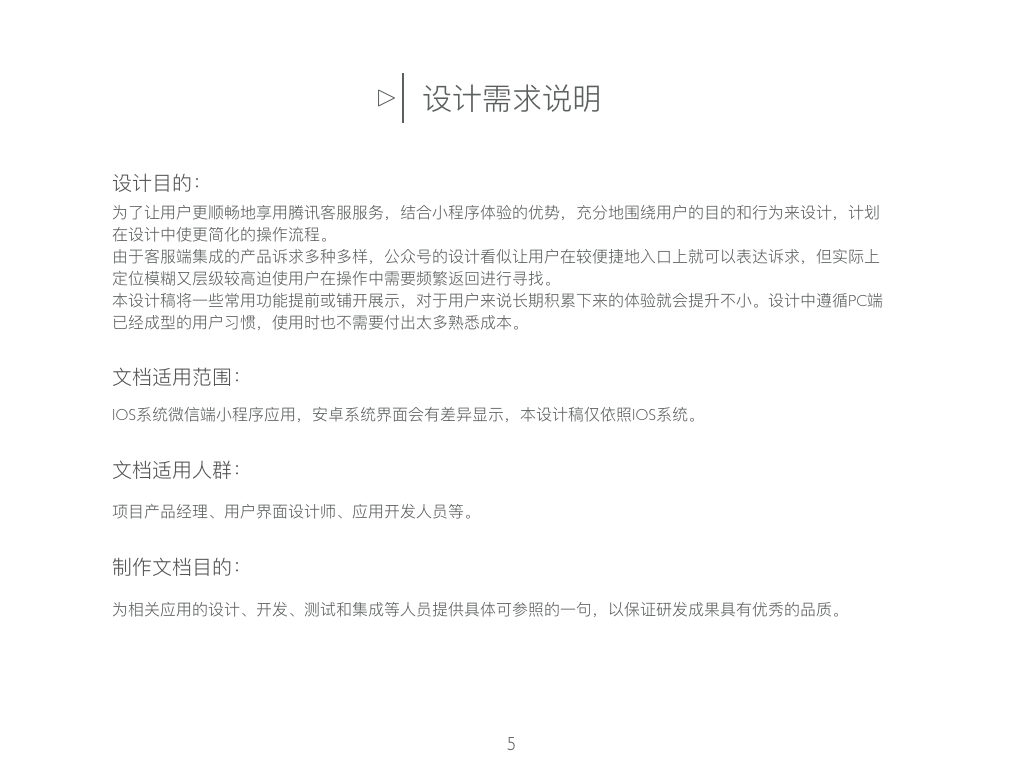 设计需求说明
设计目的：
为了让用户更顺畅地享用腾讯客服服务，结合小程序体验的优势，充分地围绕用户的目的和行为来设计，计划
在设计中使更简化的操作流程。
由于客服端集成的产品诉求多种多样，公众号的设计看似让用户在较便捷地入口上就可以表达诉求，但实际上
定位模糊又层级较高迫使用户在操作中需要频繁返回进行寻找。
本设计稿将一些常用功能提前或铺开展示，对于用户来说长期积累下来的体验就会提升不小。设计中遵循PC端
已经成型的用户习惯，使用时也不需要付出太多熟悉成本。
文档适用范围：
IOS系统微信端小程序应用，安卓系统界面会有差异显示，本设计稿仅依照IOS系统。
文档适用人群：
项目产品经理、用户界面设计师、应用开发人员等。
制作文档目的：
为相关应用的设计、开发、测试和集成等人员提供具体可参照的一句，以保证研发成果具有优秀的品质。
5